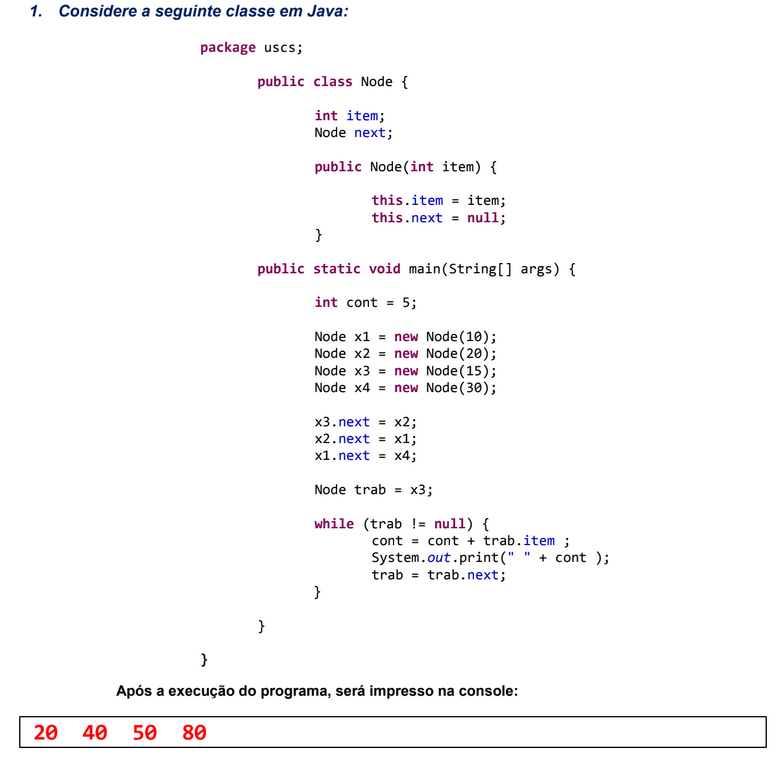 1. Considere a seguinte classe em Java:
package uscs;
public class Node {
int item;
Node next;
public Node(int item) {
this.item = item;
this.next = null;
}
public static void main(String[] args) {
int cont = 5;
Node x1 = new Node(10);
Node x2 = new Node(20);
Node x3 = new Node(15);
Node x4 = new Node(30);
x3.next = x2;
x2.next = x1;
x1.next = x4;
Node trab = x3;
while (trab != null) {
cont = cont + trab.item ;
System.out.print(" " + cont );
trab = trab.next;
}
}
}
Após a execução do programa, será impresso na console:
20 40 50 80